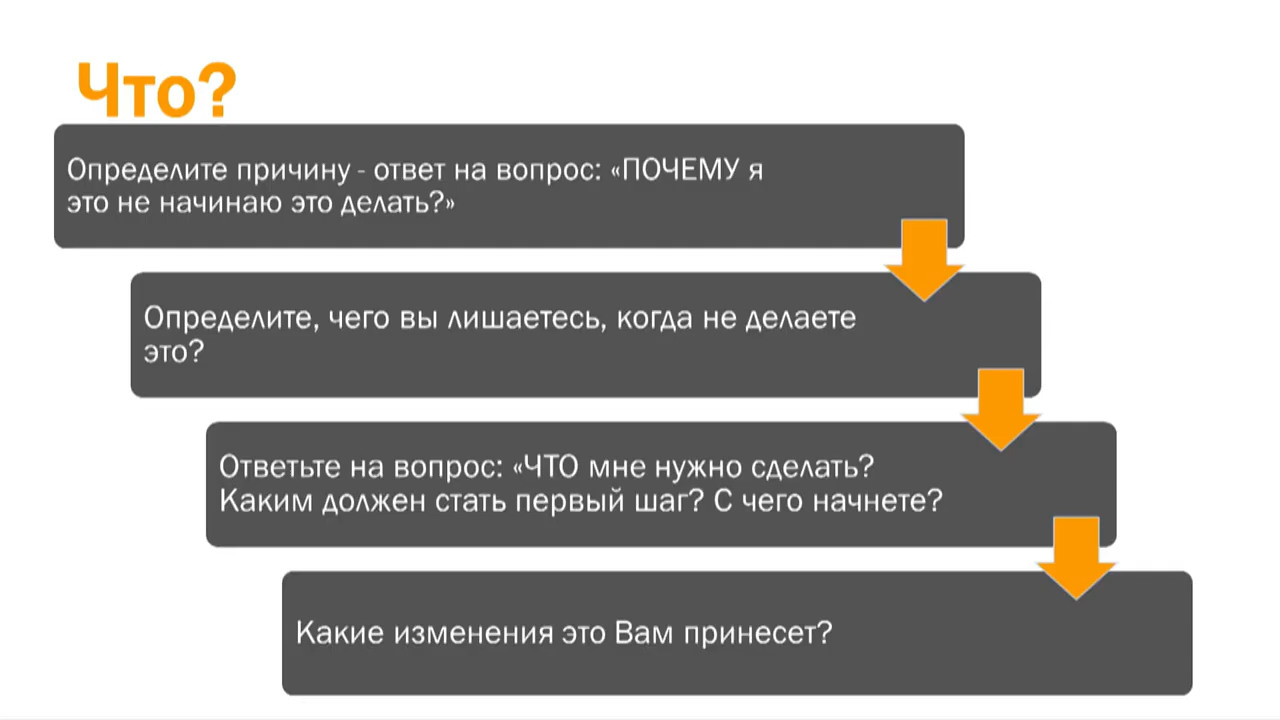 Что?
Определите причину - ответ на вопрос: «ПОЧЕМУ я
это не начинаю это делать?»
Определите, чего вы лишаетесь, когда не делаете
это?
Ответьте на вопрос: «ЧТО мне нужно сделать?
Каким должен стать первый шаг? С чего начнете?
Какие изменения это Вам принесет?